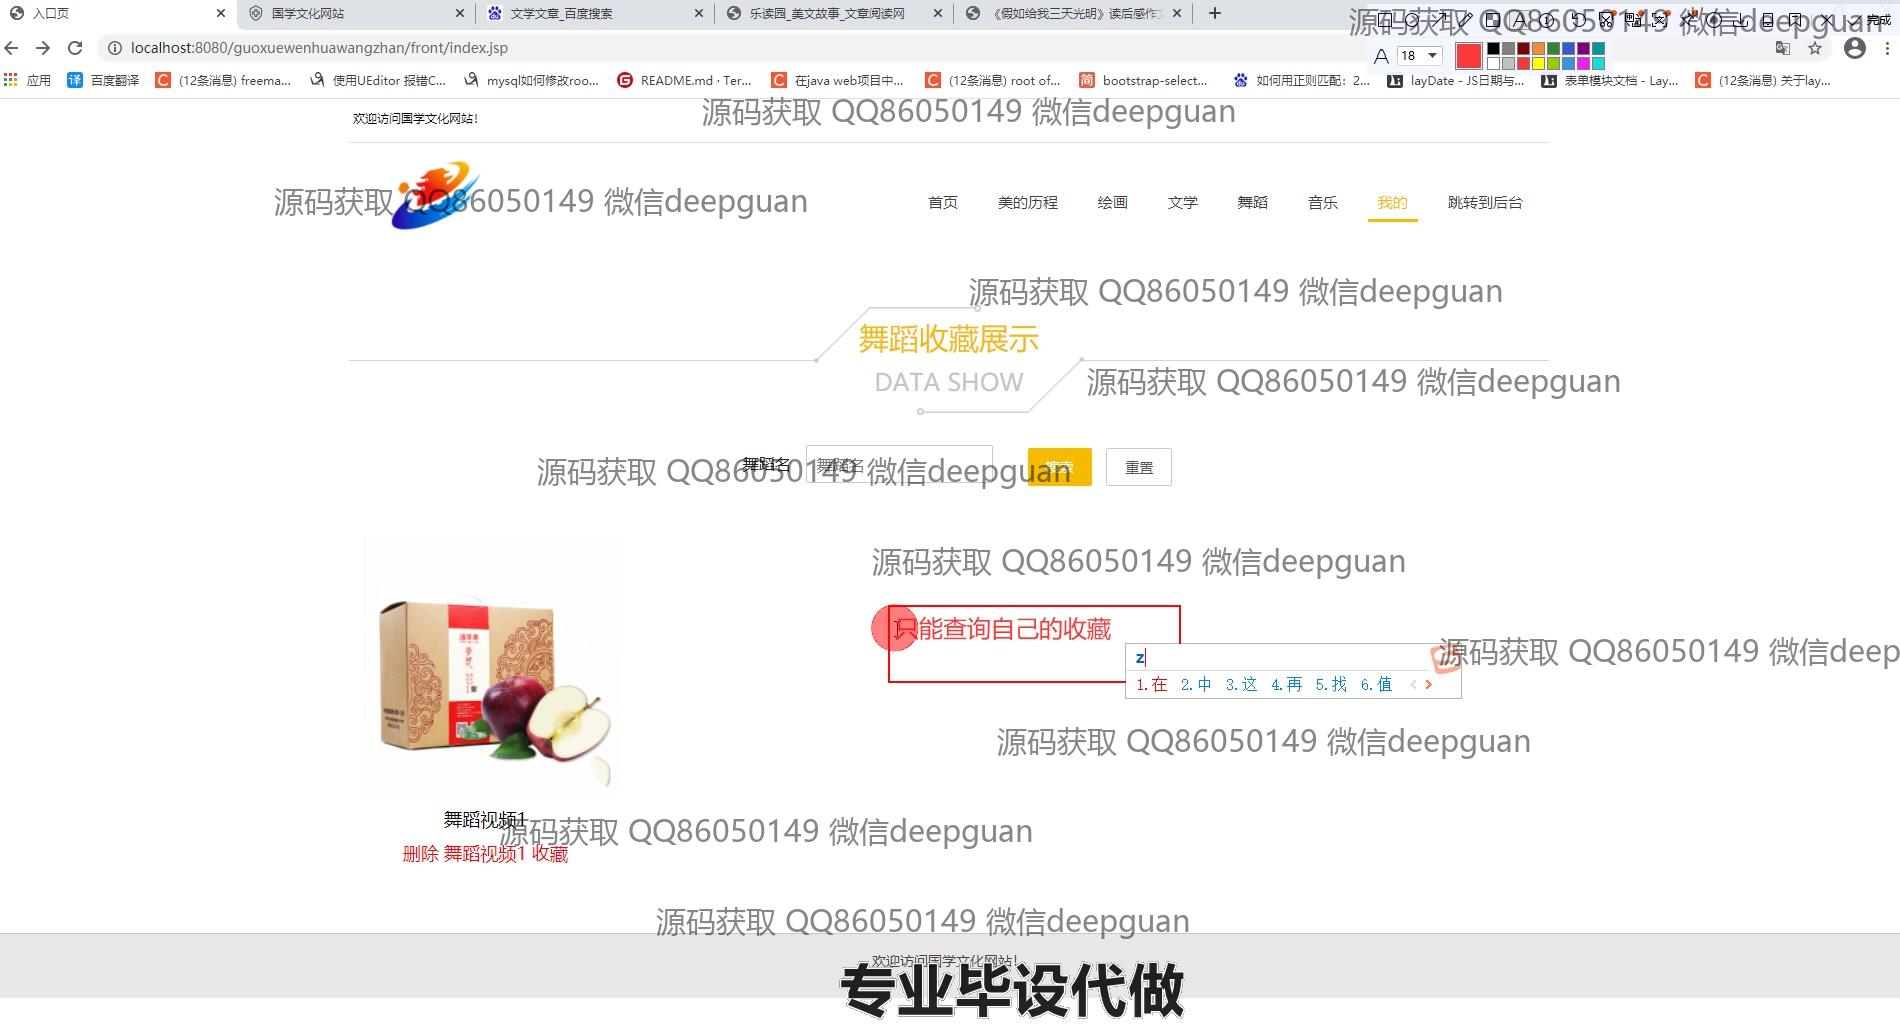 入口页
国学文化网站
文学文章_百度搜索
乐读园_美文故事_文章阅读网
《假如给我三天光明》读后感作文
源码获取 QQ86050149 微信deepguan
完成
localhost:8080/guoxuewenhuawangzhan/front/index.jsp
A 18
应用
百度翻译
(12条消息) freema...
使用UEditor 报错C...
mysql如何修改roo...
README.md · Ter...
在java web项目中...
(12条消息) root of...
bootstrap-select...
如何用正则匹配：2...
layDate - JS日期与...
表单模块文档 - Lay...
(12条消息) 关于lay...
源码获取 QQ86050149 微信deepguan
欢迎访问国学文化网站!
源码获取 QQ86050149 微信deepguan
首页 美的历程 绘画 文学 舞蹈 音乐 我的 跳转到后台
源码获取 QQ86050149 微信deepguan
舞蹈收藏展示
DATA SHOW
源码获取 QQ86050149 微信deepguan
舞蹈名 舞蹈名 搜索 重置
源码获取 QQ86050149 微信deepguan
源码获取 QQ86050149 微信deepguan
只能查询自己的收藏
z
1.在 2.中 3.这 4.再 5.找 6.值
源码获取 QQ86050149 微信deep
源码获取 QQ86050149 微信deepguan
舞蹈视频1
源码获取 QQ86050149 微信deepguan
删除 舞蹈视频1 收藏
源码获取 QQ86050149 微信deepguan
欢迎访问国学文化网站!
专业毕设代做